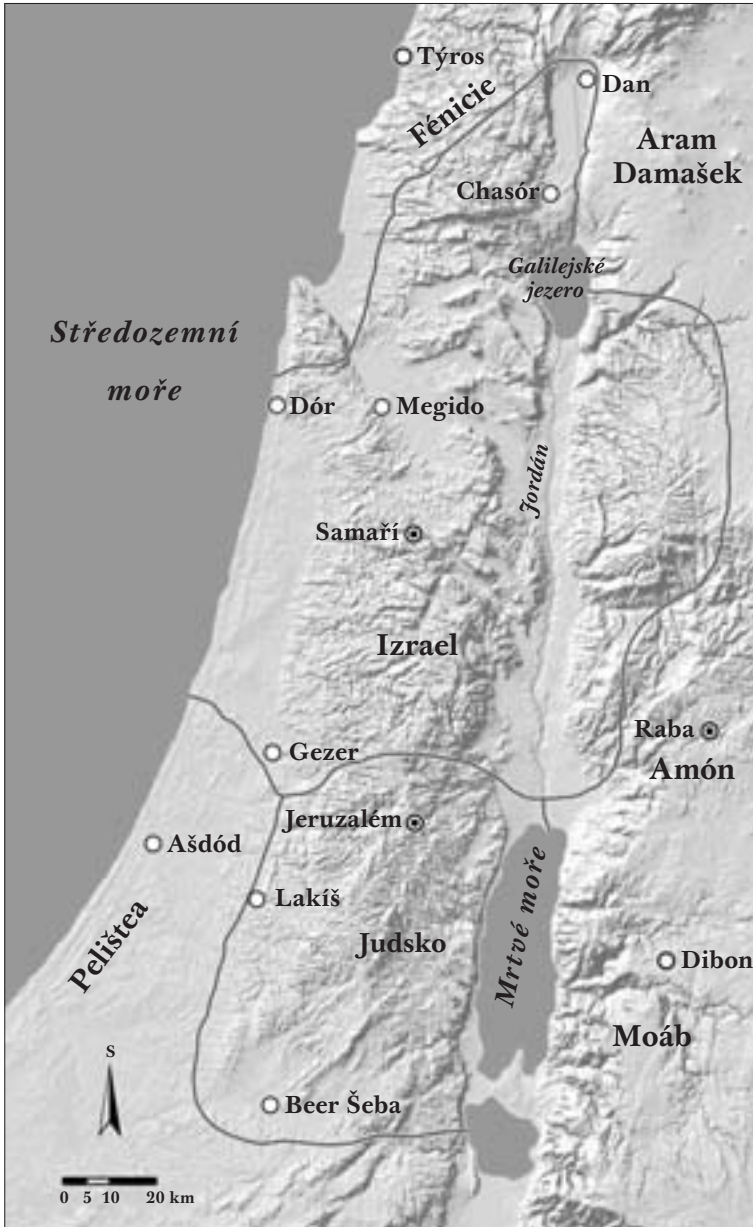 Týros
Fénicie
Dan
Aram
Damašek
Chasór
Galilejské
jezero
Středozemní
moře
Dór
Megido
Jordán
Samaří
Izrael
Raba
Amón
Gezer
Jeruzalém
Ašdód
Lakíš
Pelištea
Judsko
Mrtvé moře
Dibon
Moáb
S
Beer Šeba
0 5 10 20 km